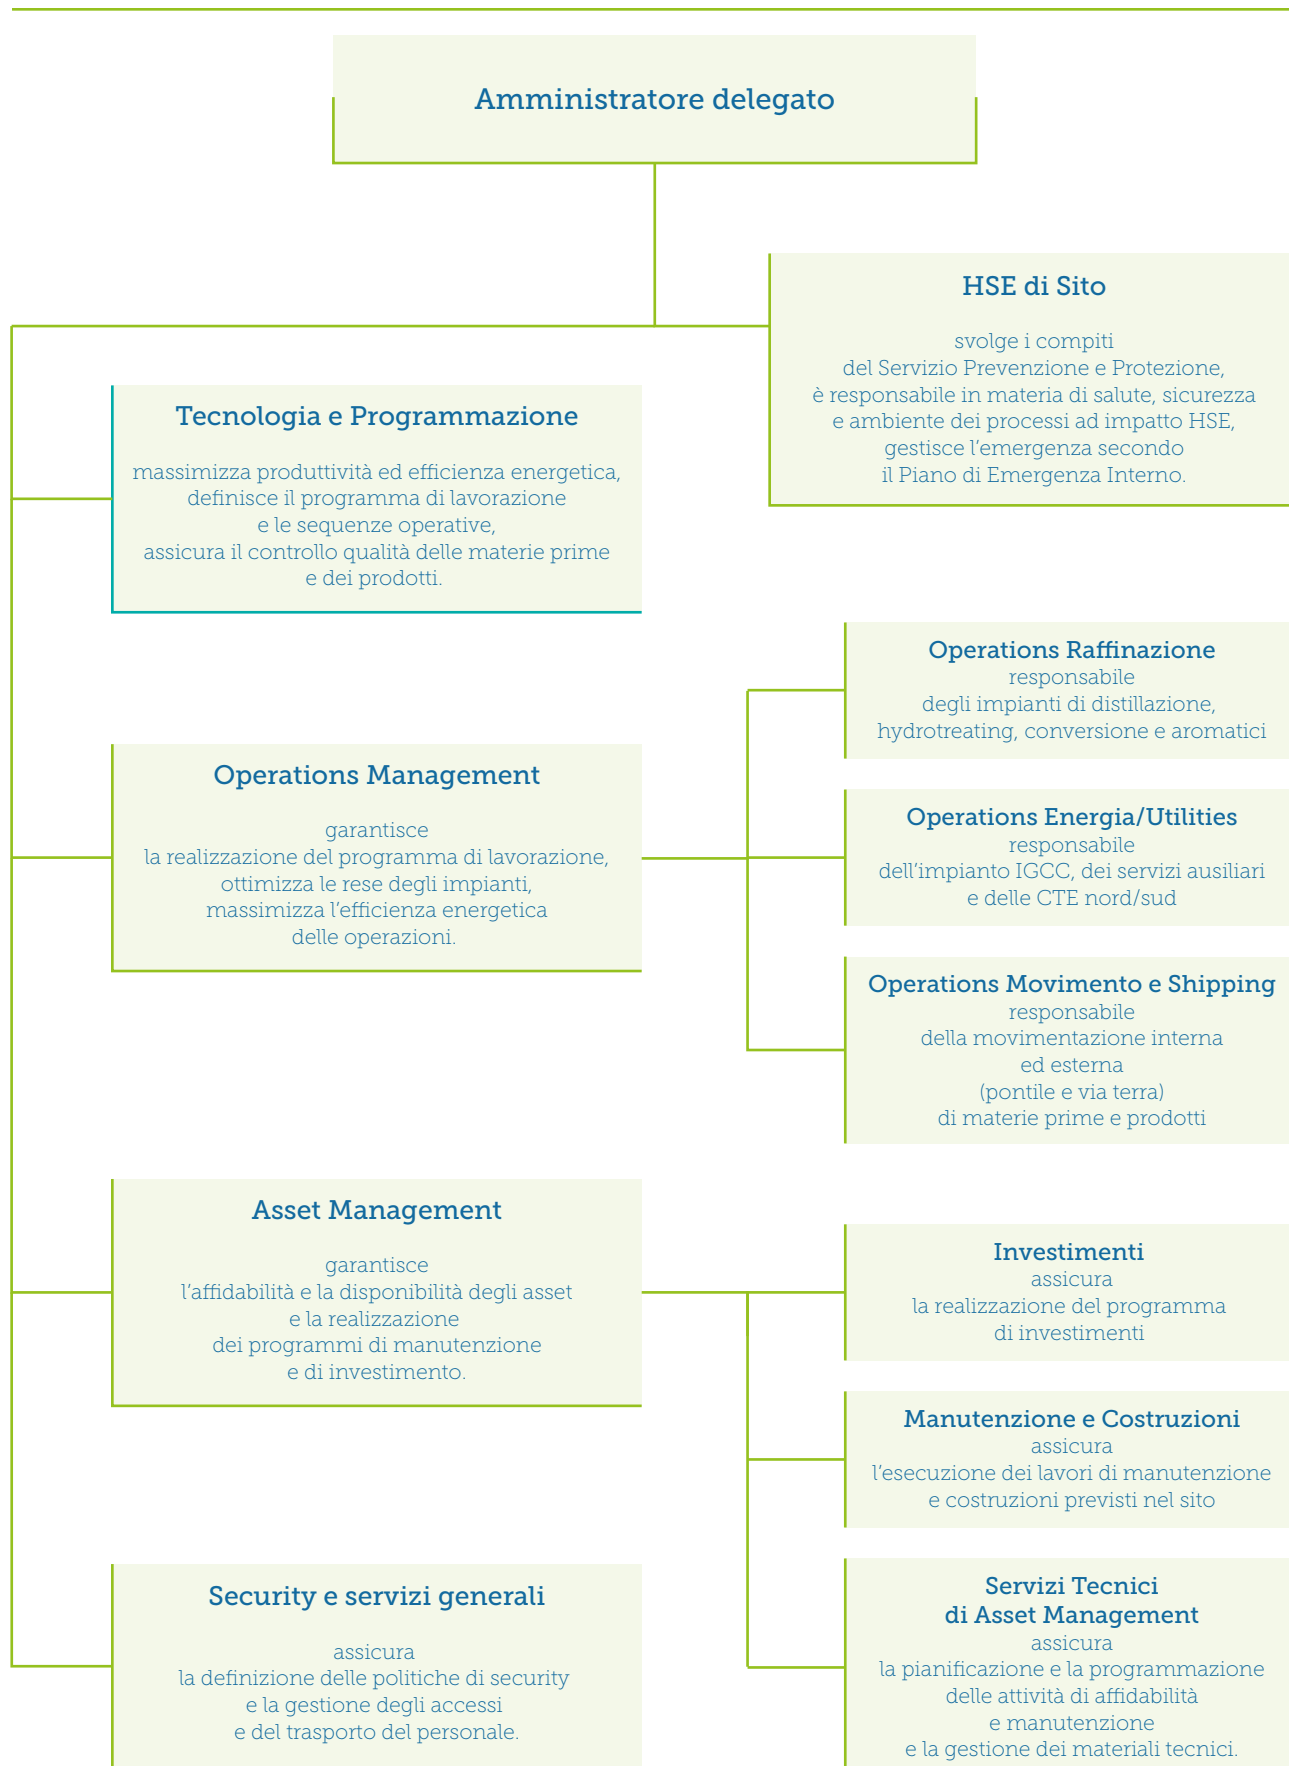 Amministratore delegato
HSE di Sito
svolge i compiti
del Servizio Prevenzione e Protezione,
è responsabile in materia di salute, sicurezza
e ambiente dei processi ad impatto HSE,
gestisce l’emergenza secondo
il Piano di Emergenza Interno.
Tecnologia e Programmazione
massimizza produttività ed efficienza energetica,
definisce il programma di lavorazione
e le sequenze operative,
assicura il controllo qualità delle materie prime
e dei prodotti.
Operations Management
garantisce
la realizzazione del programma di lavorazione,
ottimizza le rese degli impianti,
massimizza l’efficienza energetica
delle operazioni.
Operations Raffinazione
responsabile
degli impianti di distillazione,
hydrotreating, conversione e aromatici
Operations Energia/Utilities
responsabile
dell’impianto IGCC, dei servizi ausiliari
e delle CTE nord/sud
Operations Movimento e Shipping
responsabile
della movimentazione interna
ed esterna
(pontile e via terra)
di materie prime e prodotti
Asset Management
garantisce
l’affidabilità e la disponibilità degli asset
e la realizzazione
dei programmi di manutenzione
e di investimento.
Investimenti
assicura
la realizzazione del programma
di investimenti
Manutenzione e Costruzioni
assicura
l’esecuzione dei lavori di manutenzione
e costruzioni previsti nel sito
Servizi Tecnici
di Asset Management
assicura
la pianificazione e la programmazione
delle attività di affidabilità
e manutenzione
e la gestione dei materiali tecnici.
Security e servizi generali
assicura
la definizione delle politiche di security
e la gestione degli accessi
e del trasporto del personale.